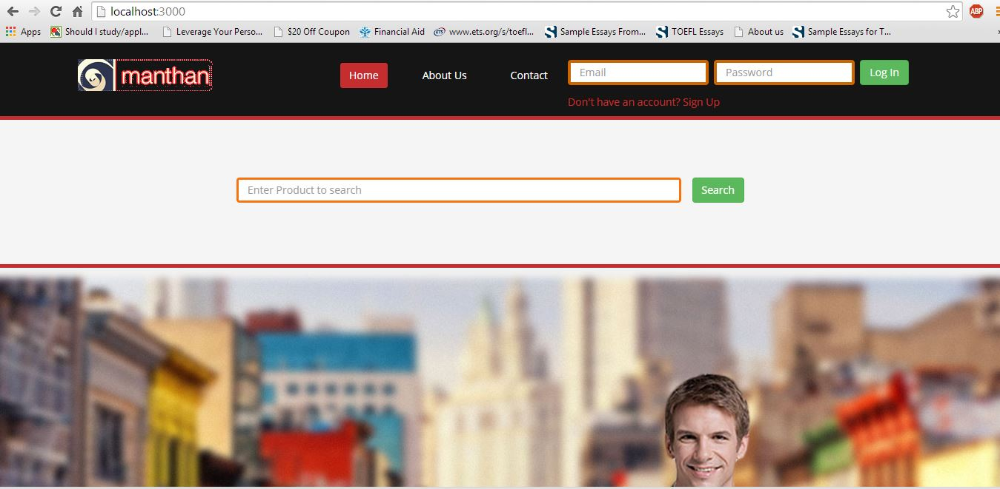 localhost:3000
ABP
Apps Should I study/appl... Leverage Your Perso... $20 Off Coupon Financial Aid ETS www.ets.org/s/toefl... Sample Essays From... TOEFL Essays About us Sample Essays for T...
manthan Home About Us Contact Email Password Log In
Don't have an account? Sign Up
Enter Product to search Search